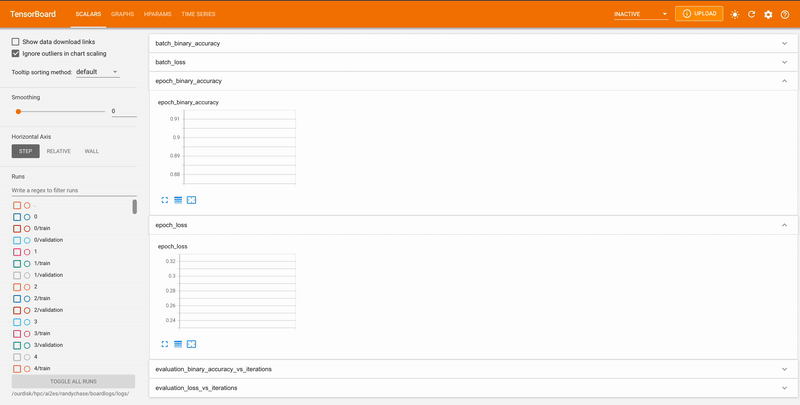 TensorBoard
SCALARS
GRAPHS
HPARAMS
TIME SERIES
INACTIVE
UPLOAD
Show data download links
Ignore outliers in chart scaling
Tooltip sorting method: default
Smoothing
0
Horizontal Axis
STEP
RELATIVE
WALL
Runs
Write a regex to filter runs
.
0
0/train
0/validation
1
1/train
1/validation
2
2/train
2/validation
3
3/train
3/validation
4
4/train
TOGGLE ALL RUNS
/ourdisk/hpc/ai2es/randychase/boardlogs/logs/
batch_binary_accuracy
batch_loss
epoch_binary_accuracy
epoch_binary_accuracy
0.91
0.9
0.89
0.88
epoch_loss
epoch_loss
0.32
0.3
0.28
0.26
0.24
evaluation_binary_accuracy_vs_iterations
evaluation_loss_vs_iterations